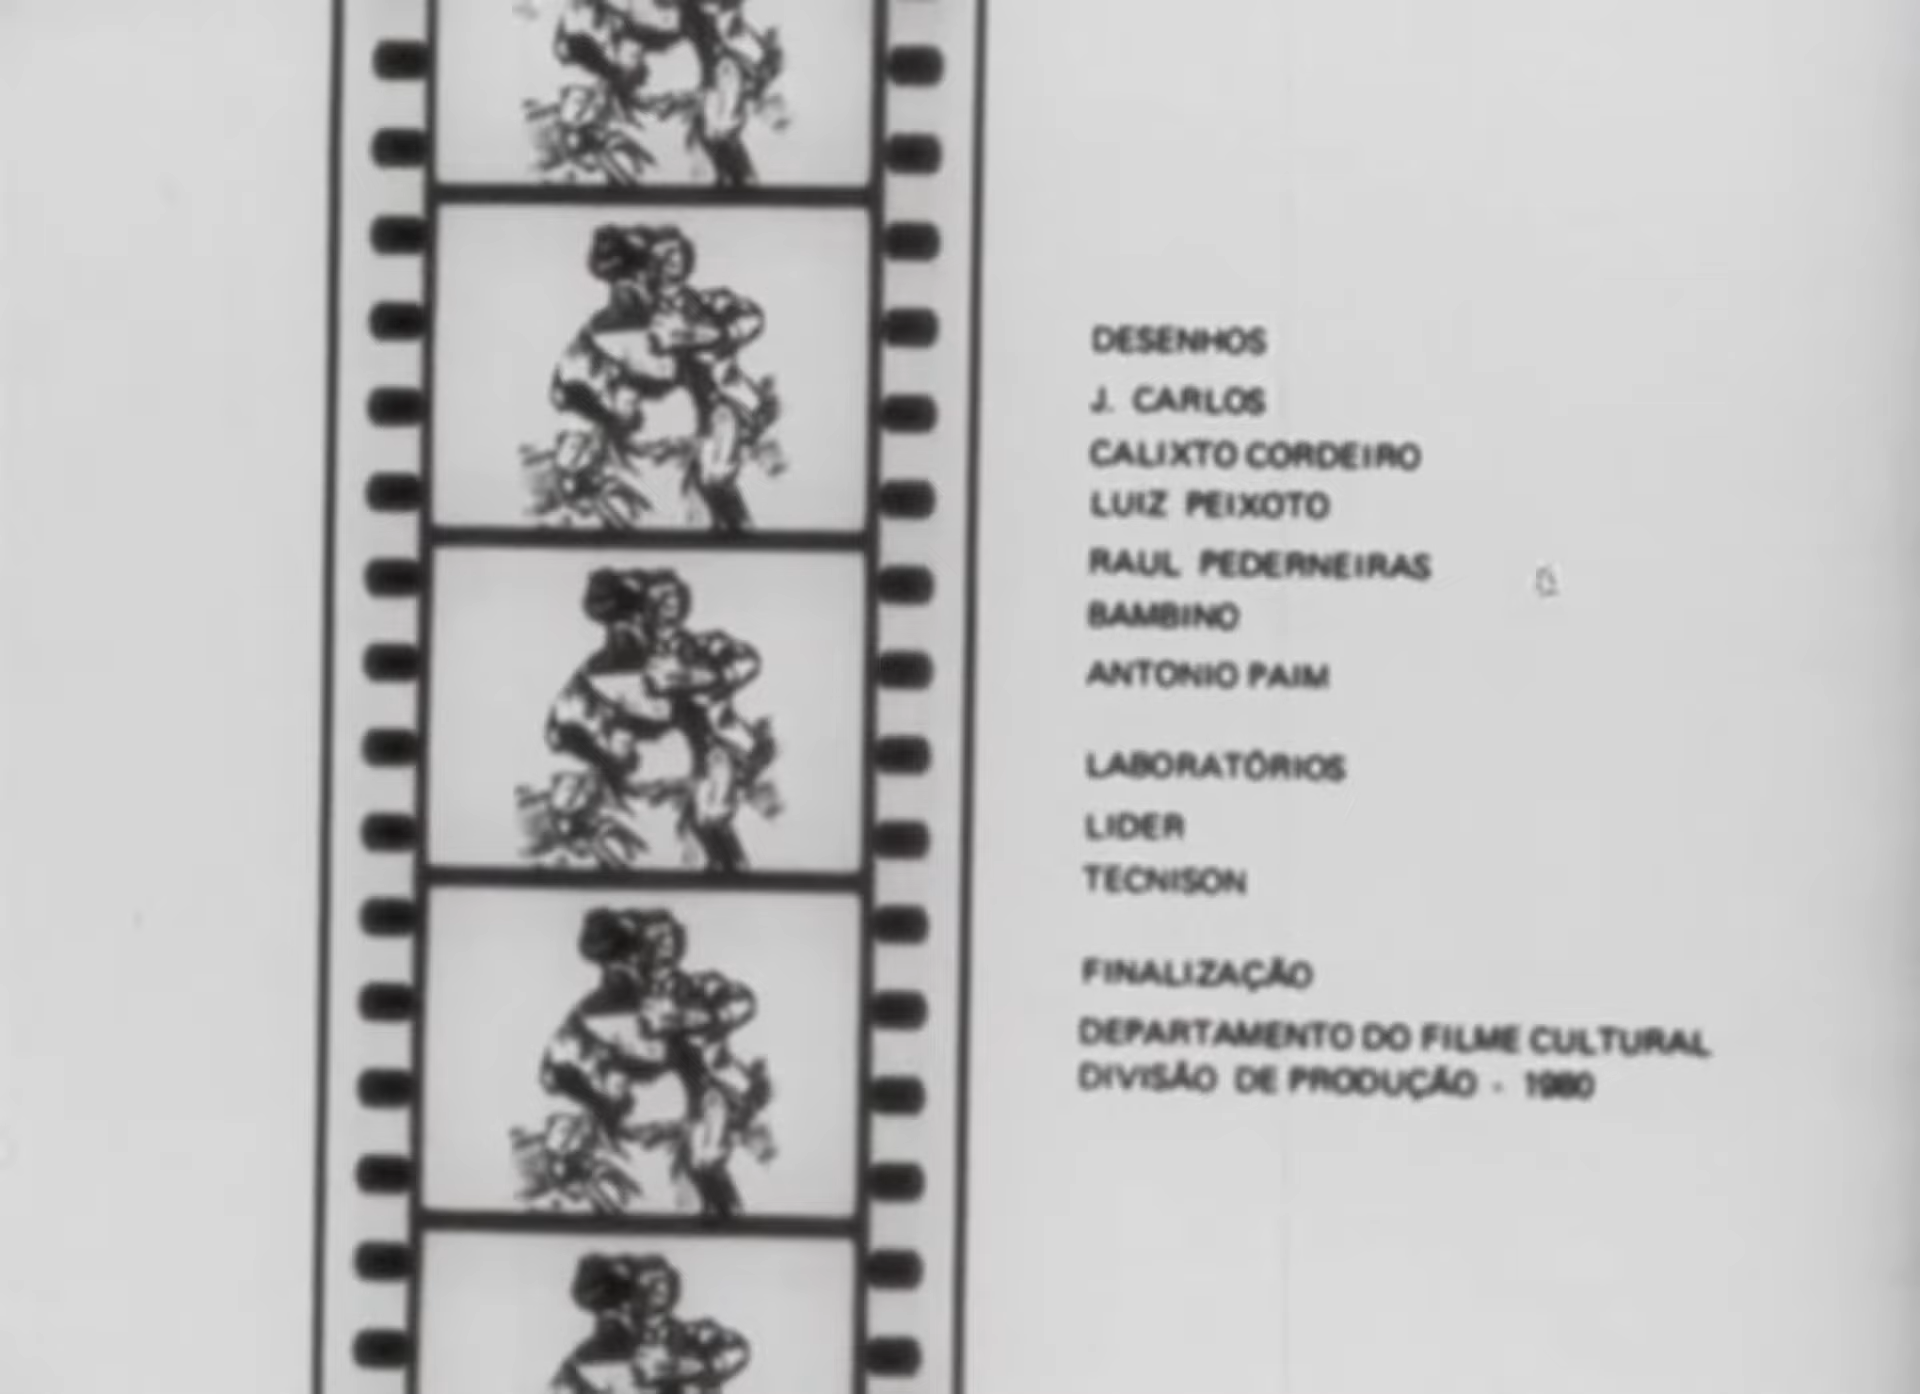 DESENHOS
J. CARLOS
CALIXTO CORDEIRO
LUIZ PEIXOTO
RAUL PEDERNEIRAS
BAMBINO
ANTONIO PAIM
LABORATÓRIOS
LIDER
TECNISON
FINALIZAÇÃO
DEPARTAMENTO DO FILME CULTURAL
DIVISÃO DE PRODUÇÃO - 1980